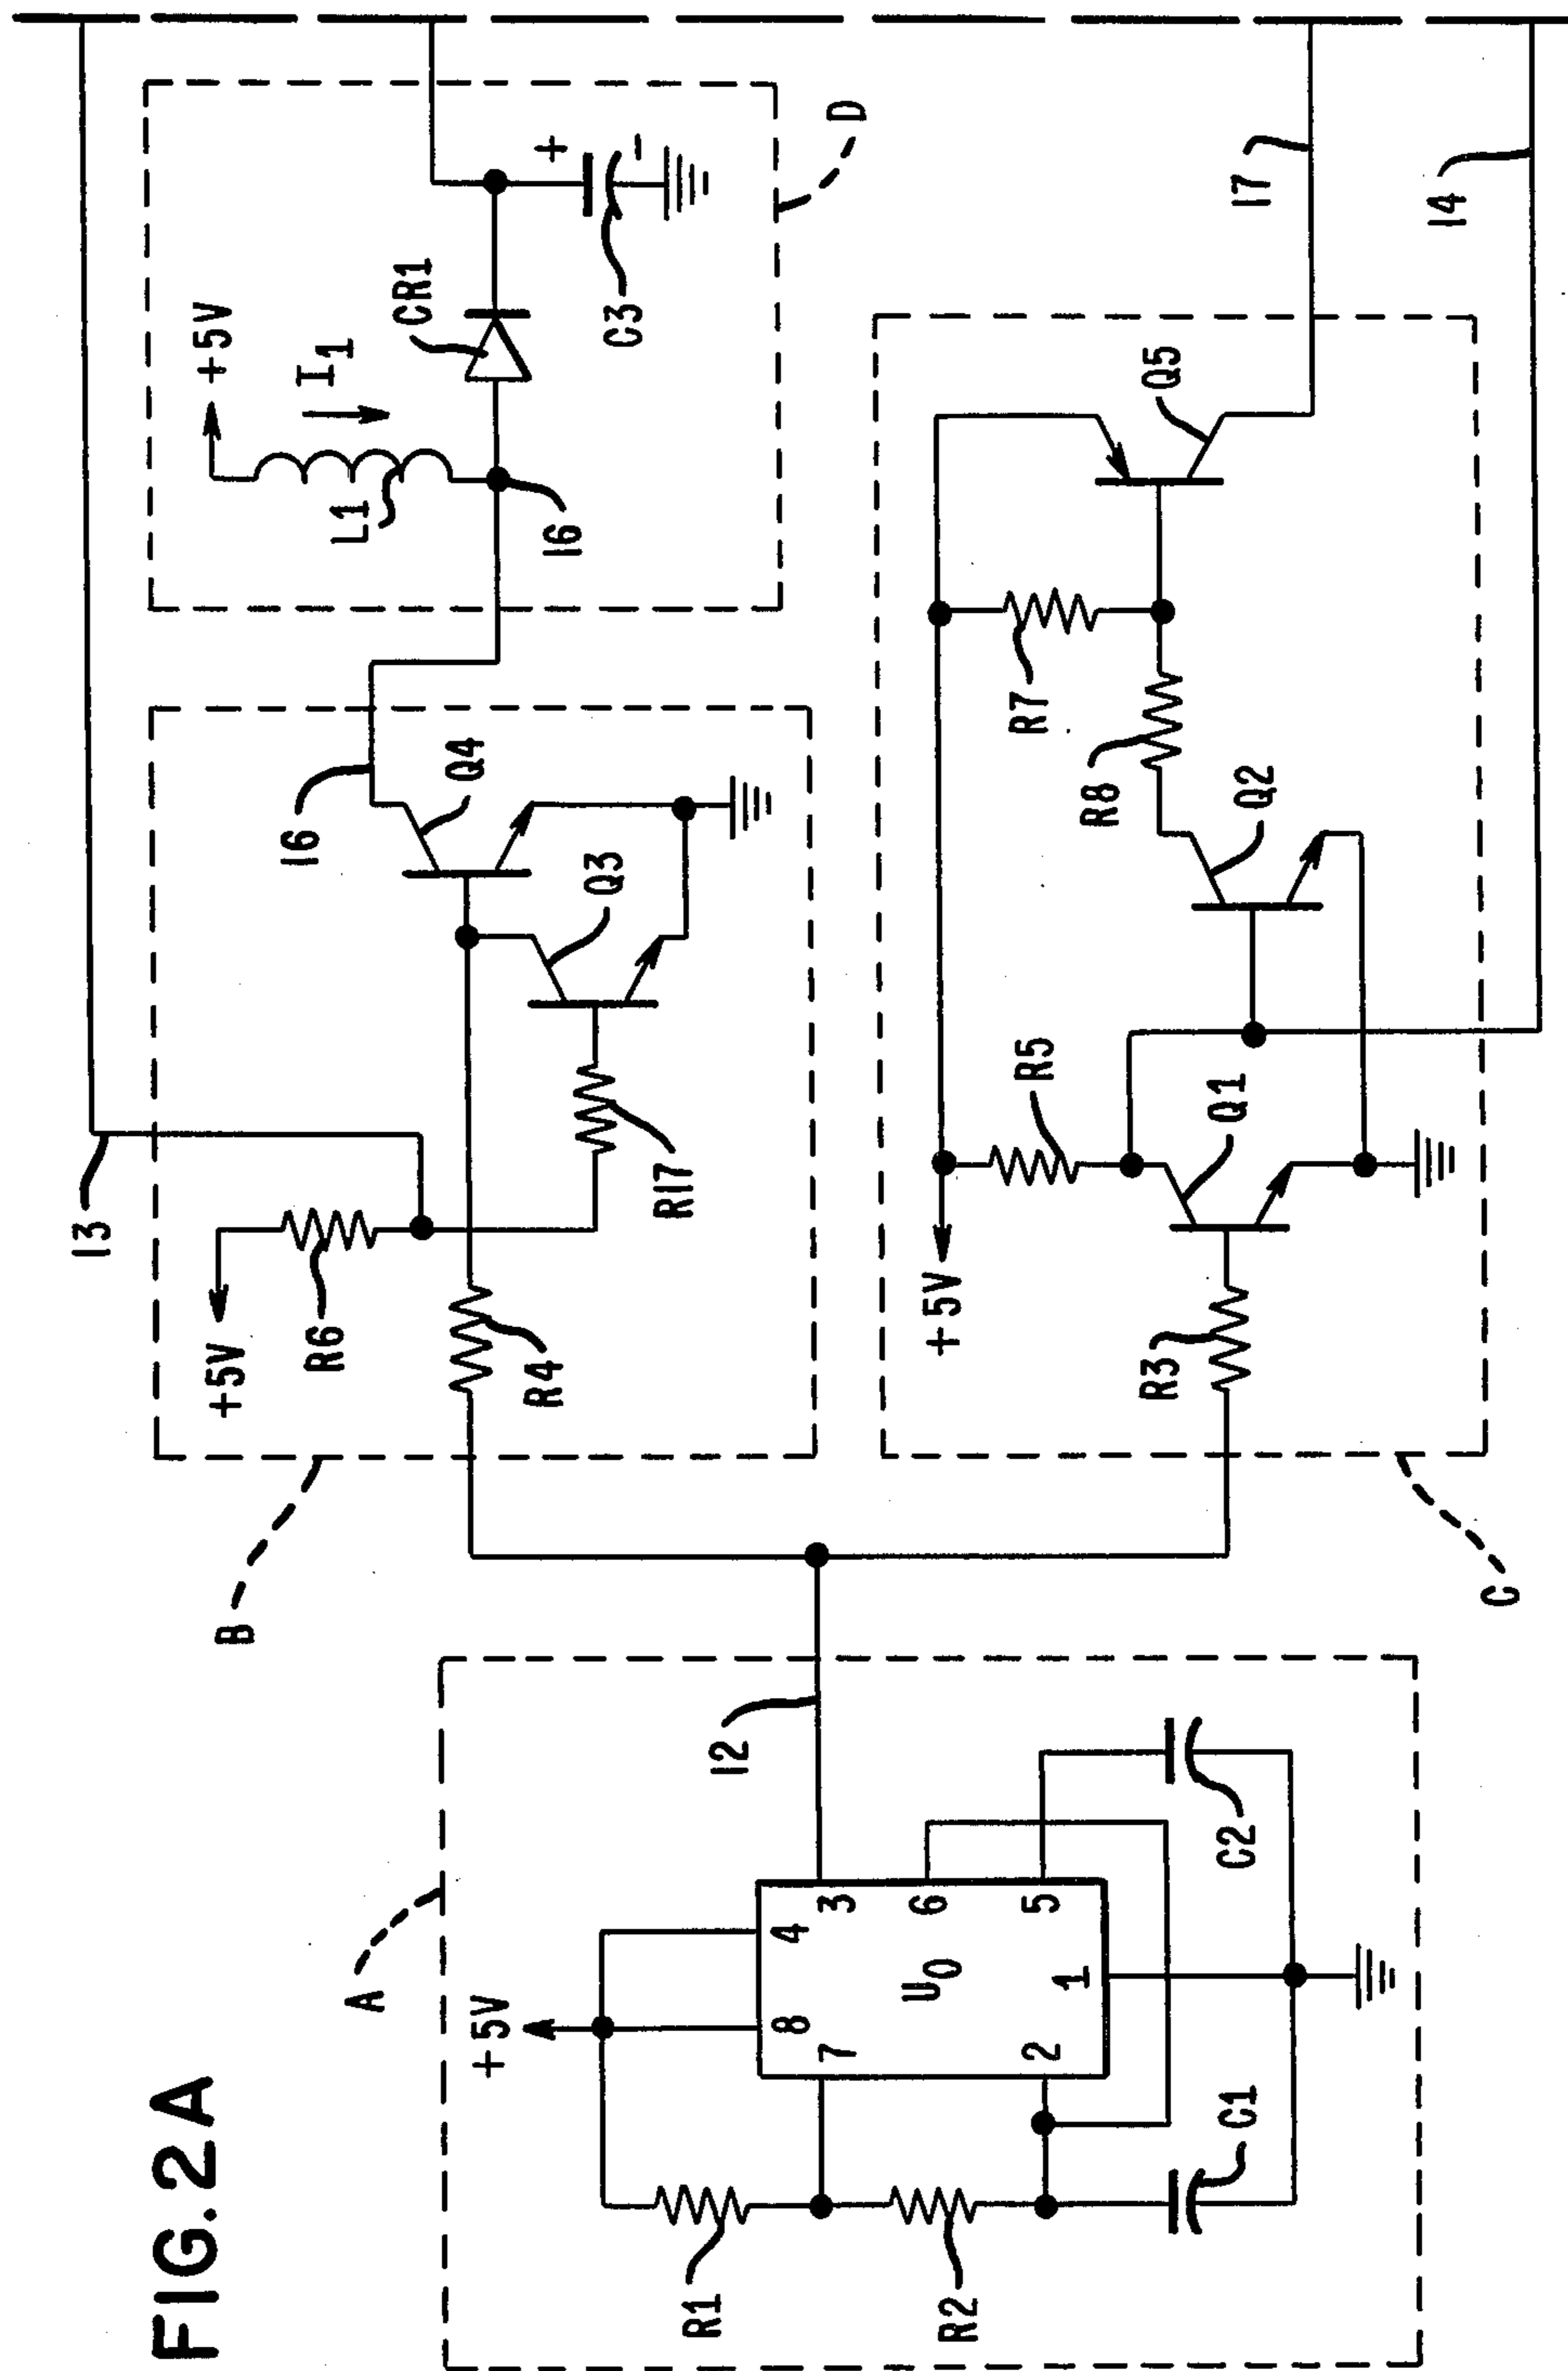 FIG. 2A
A
+5V
R1
R2
C1
C2
8
4
7
3
U0
6
2
5
1
12
B
+5V
R6
13
R4
R17
Q3
Q4
16
D
+5V
I1
L1
16
CR1
C3
+
−
C
+5V
R3
R5
Q1
Q2
R8
R7
Q5
17
14